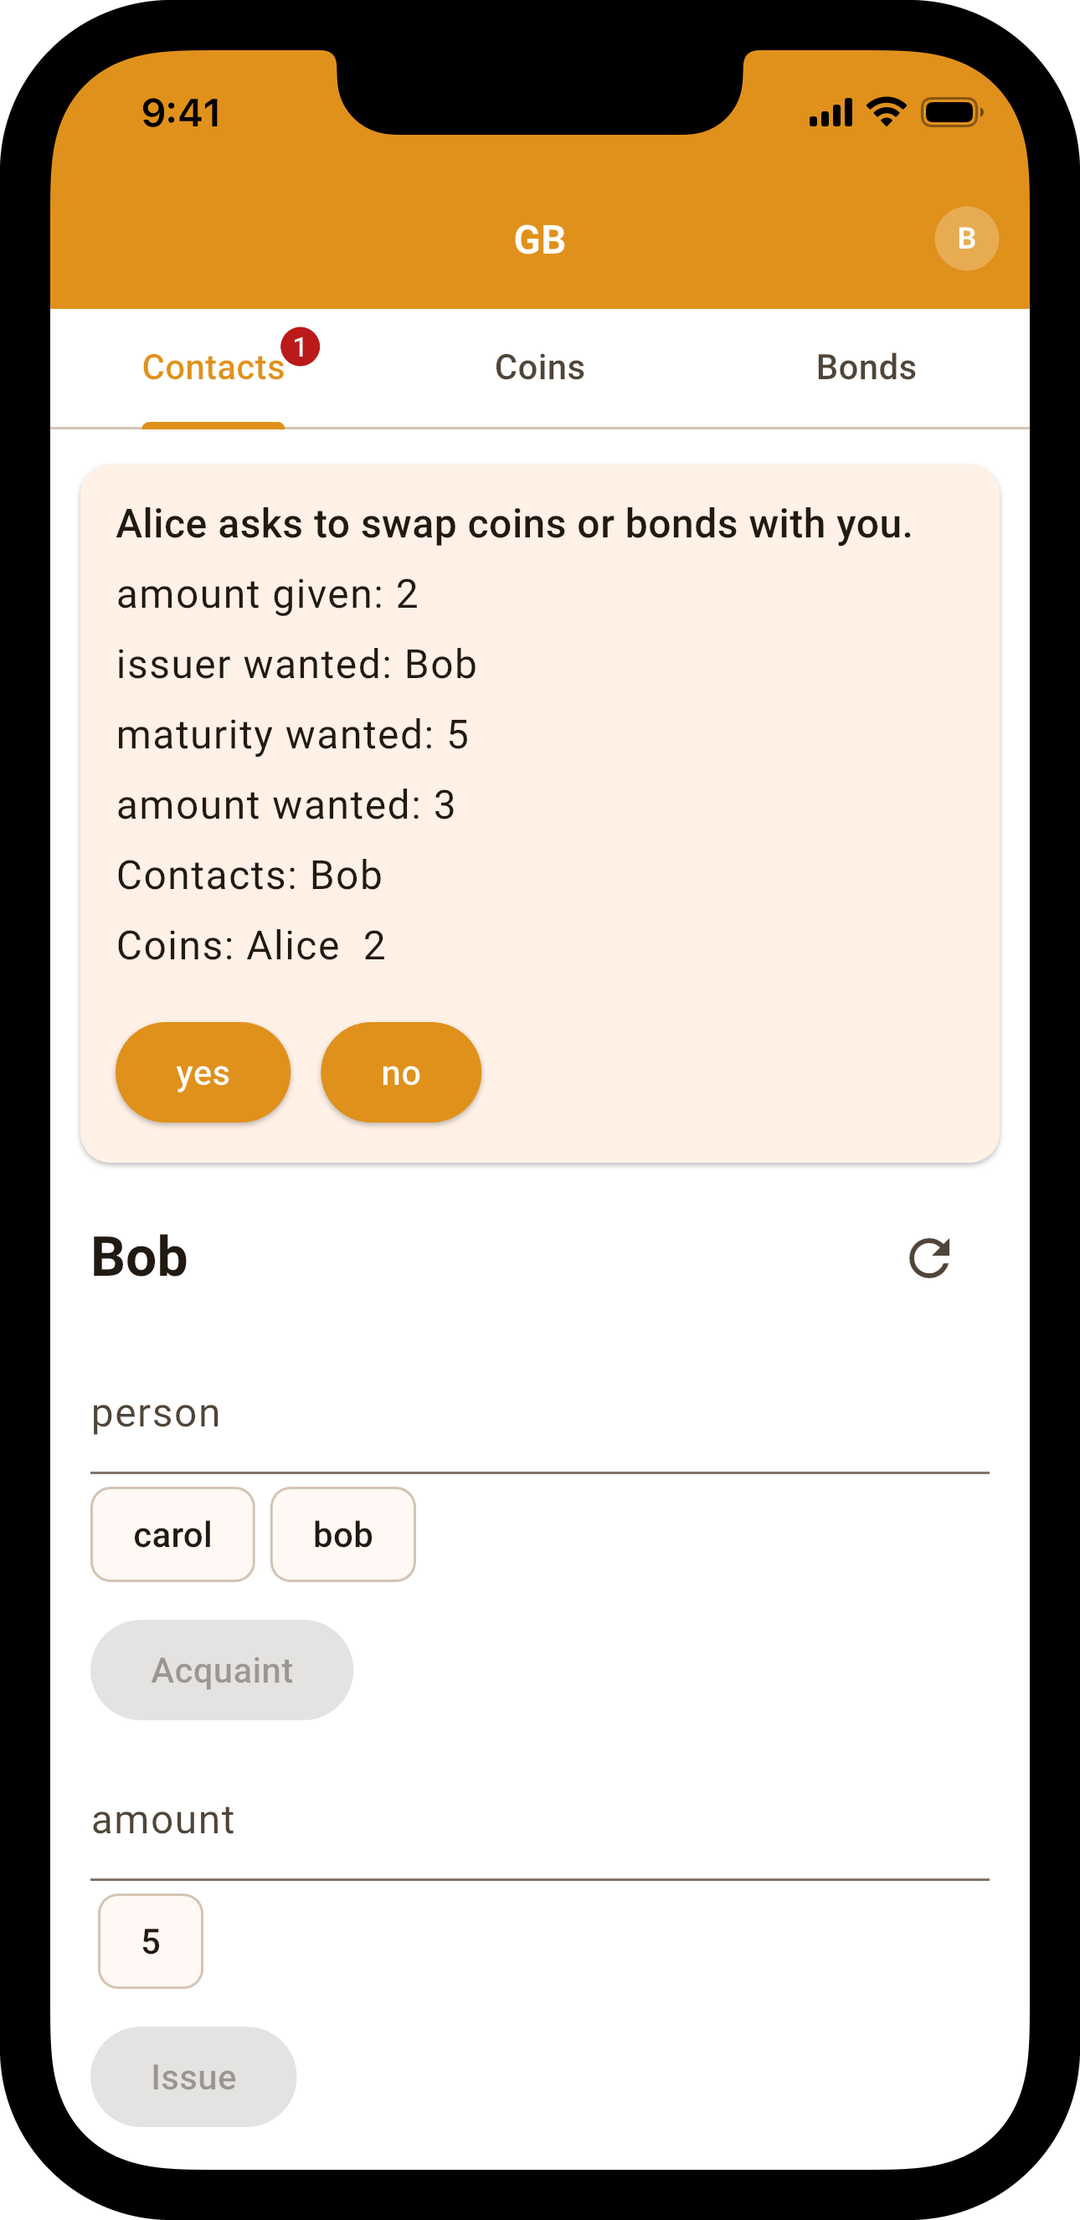 9:41
GB
B
Contacts 1
Coins
Bonds
Alice asks to swap coins or bonds with you.
amount given: 2
issuer wanted: Bob
maturity wanted: 5
amount wanted: 3
Contacts: Bob
Coins: Alice 2
yes
no
Bob
person
carol
bob
Acquaint
amount
5
Issue